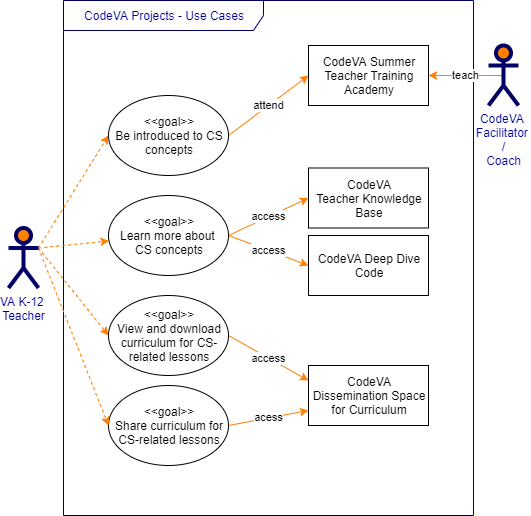 CodeVA Projects - Use Cases
CodeVA Summer
Teacher Training
Academy
teach
CodeVA
Facilitator
/
Coach
attend
<<goal>>
Be introduced to CS
concepts
CodeVA
Teacher Knowledge
Base
access
<<goal>>
Learn more about
CS concepts
access
CodeVA Deep Dive
Code
VA K-12
Teacher
<<goal>>
View and download
curriculum for CS-
related lessons
access
CodeVA
Dissemination Space
for Curriculum
<<goal>>
Share curriculum for
CS-related lessons
acess